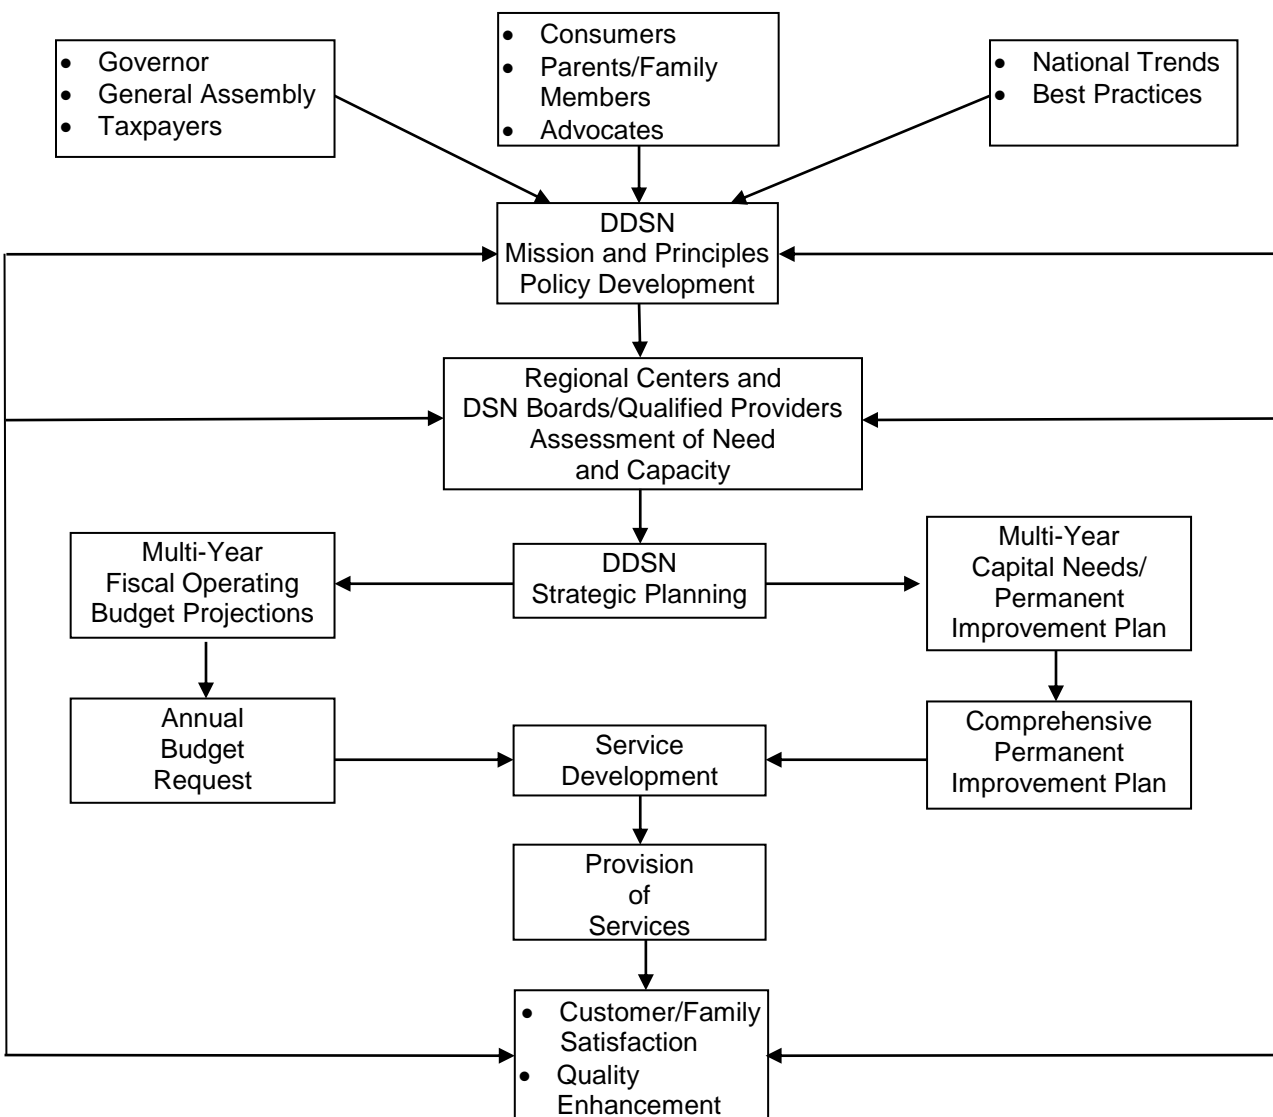 • Governor
• General Assembly
• Taxpayers
• Consumers
• Parents/Family
Members
• Advocates
• National Trends
• Best Practices
DDSN
Mission and Principles
Policy Development
Regional Centers and
DSN Boards/Qualified Providers
Assessment of Need
and Capacity
Multi-Year
Fiscal Operating
Budget Projections
DDSN
Strategic Planning
Multi-Year
Capital Needs/
Permanent
Improvement Plan
Annual
Budget
Request
Service
Development
Comprehensive
Permanent
Improvement Plan
Provision
of
Services
• Customer/Family
Satisfaction
• Quality
Enhancement